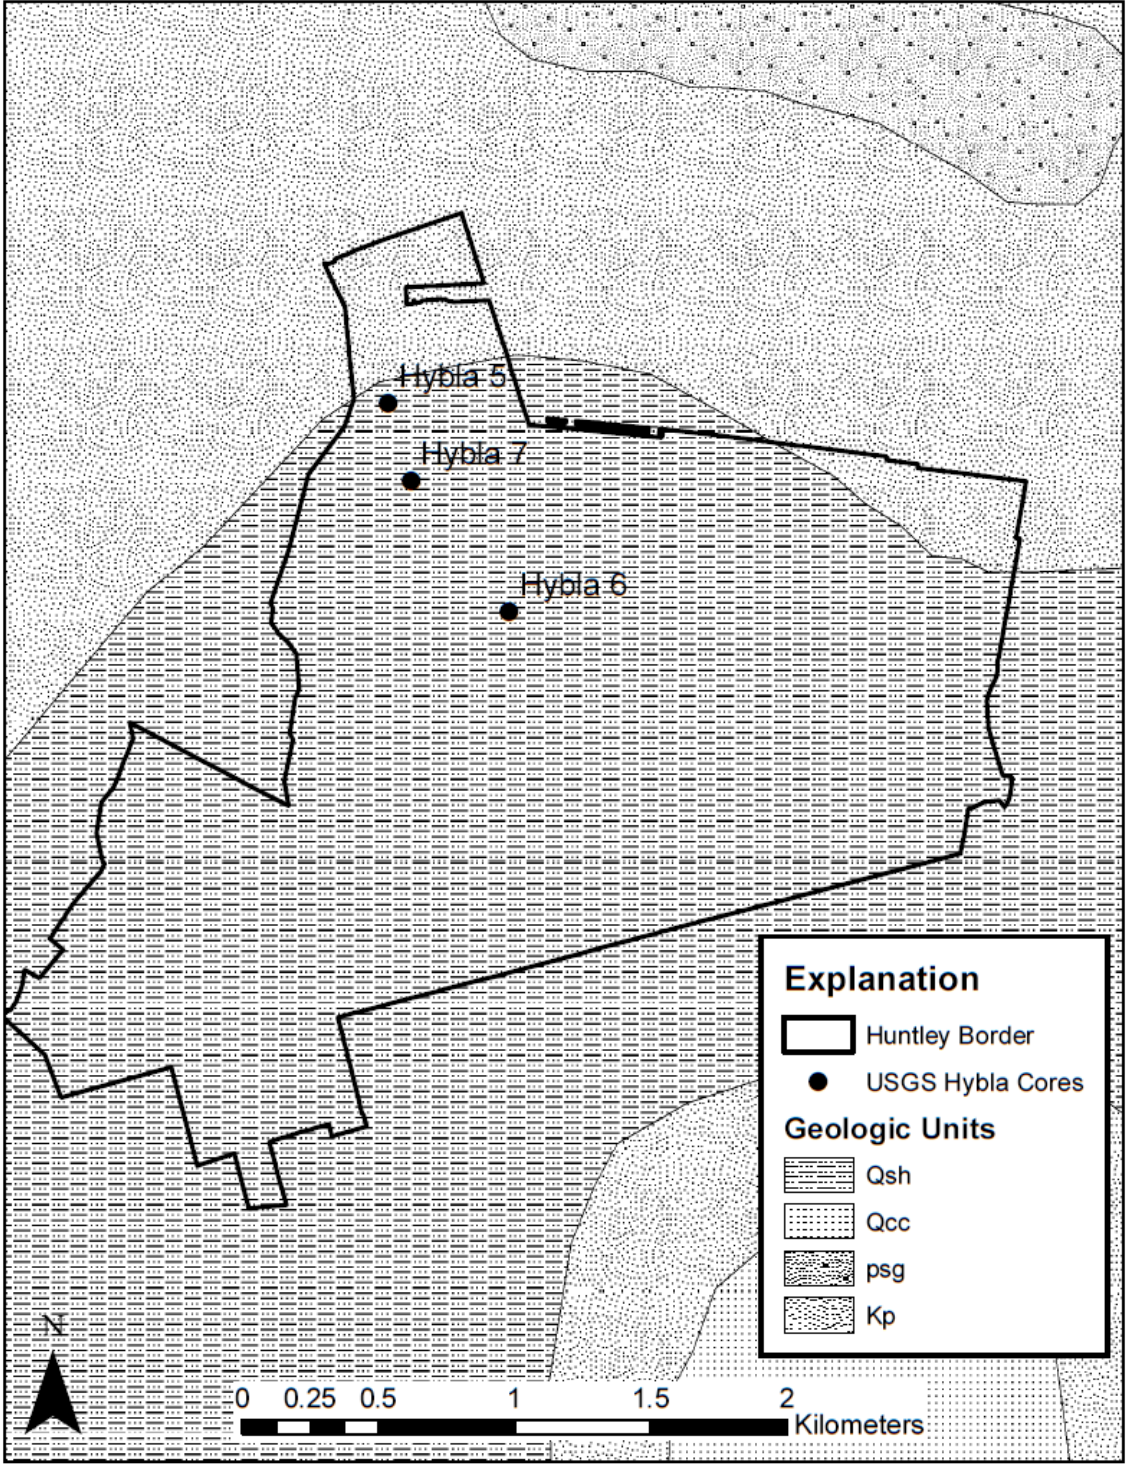 Hybla 5
Hybla 7
Hybla 6
Explanation
Huntley Border
USGS Hybla Cores
Geologic Units
Qsh
Qcc
psg
Kp
N
0 0.25 0.5 1 1.5 2
Kilometers